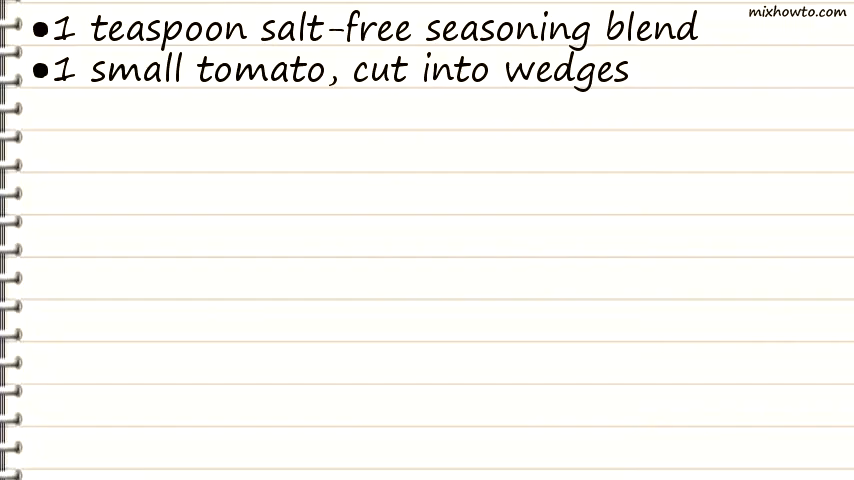 mixhowto.com
•1 teaspoon salt-free seasoning blend
•1 small tomato, cut into wedges